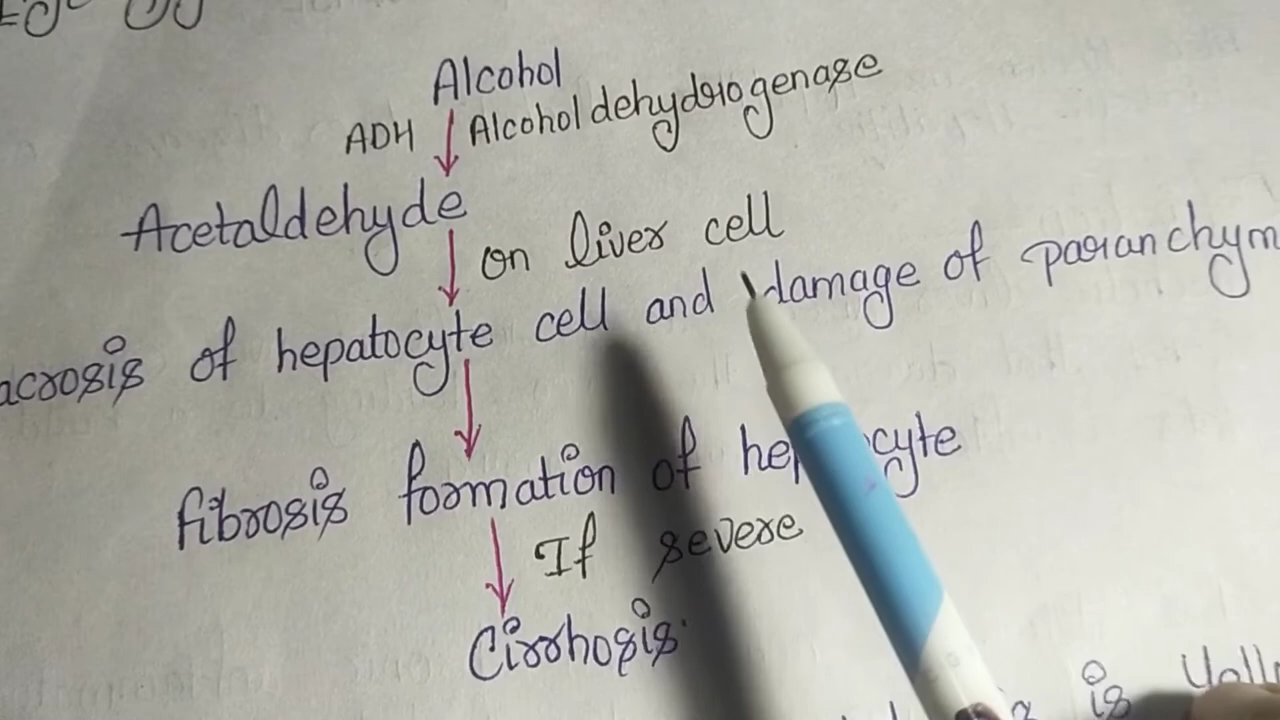 Alcohol
ADH Alcohol dehydrogenase
Acetaldehyde
on liver cell
acrosis of hepatocyte cell and damage of paranchym
fibrosis formation of
If severe
Cirrhosis
is